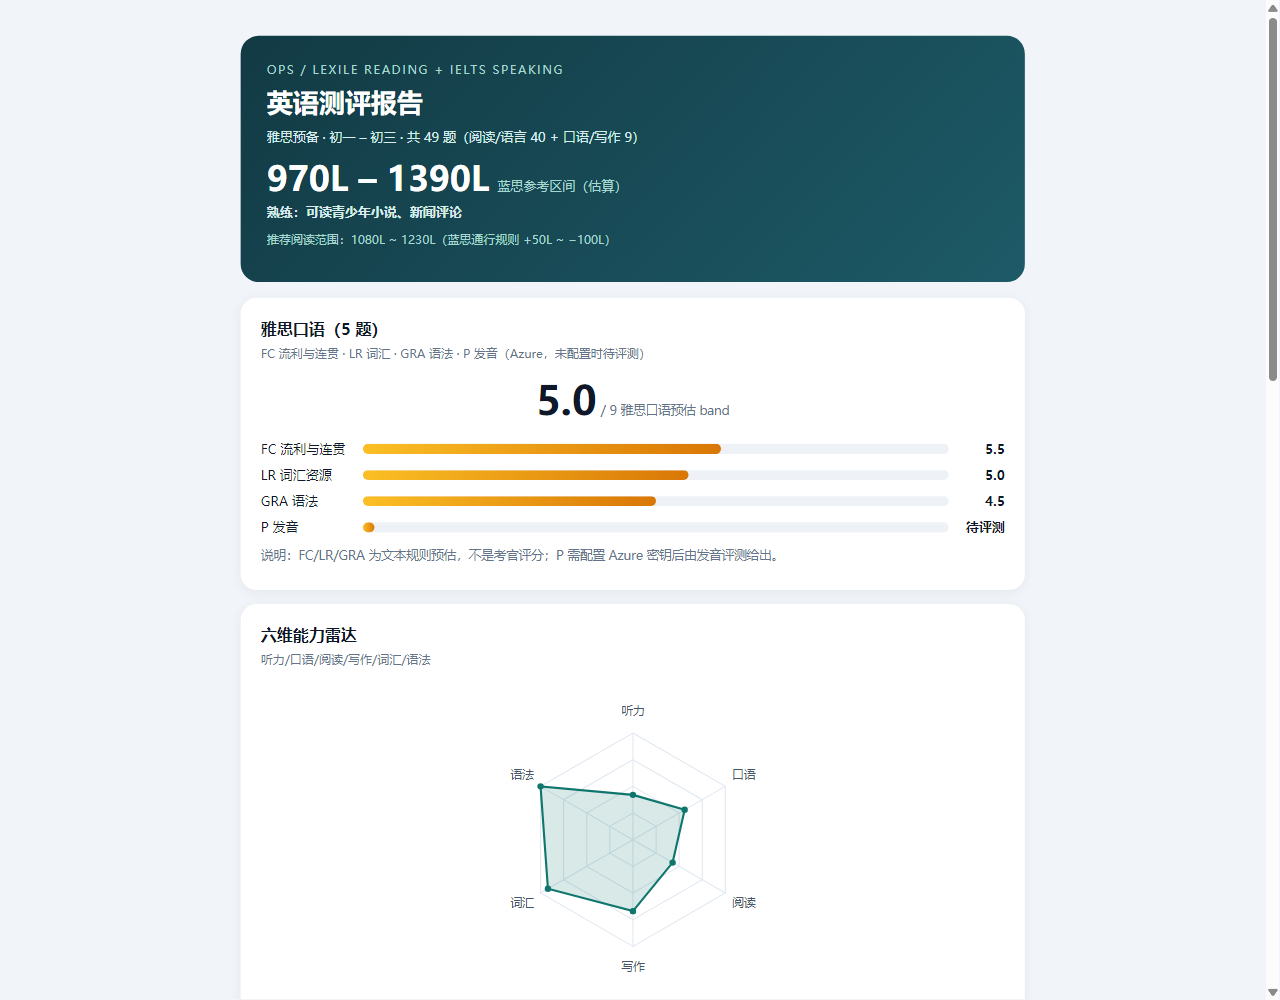 OPS / LEXILE READING + IELTS SPEAKING
英语测评报告
雅思预备 · 初一 – 初三 · 共 49 题（阅读/语言 40 + 口语/写作 9）
970L – 1390L 蓝思参考区间（估算）
熟练：可读青少年小说、新闻评论
推荐阅读范围：1080L ~ 1230L（蓝思通行规则 +50L ~ −100L）
雅思口语（5 题）
FC 流利与连贯 · LR 词汇 · GRA 语法 · P 发音（Azure，未配置时待评测）
5.0 / 9 雅思口语预估 band
FC 流利与连贯 5.5
LR 词汇资源 5.0
GRA 语法 4.5
P 发音 待评测
说明：FC/LR/GRA 为文本规则预估，不是考官评分；P 需配置 Azure 密钥后由发音评测给出。
六维能力雷达
听力/口语/阅读/写作/词汇/语法
听力
语法 口语
词汇 阅读
写作